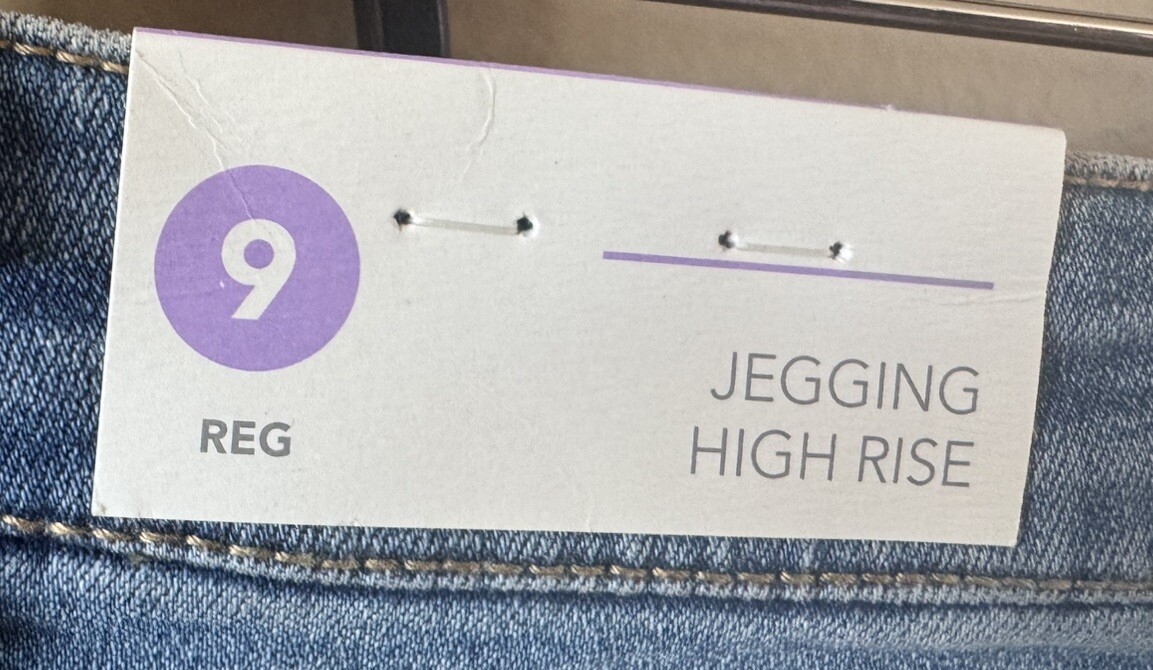 9
REG
JEGGING
HIGH RISE